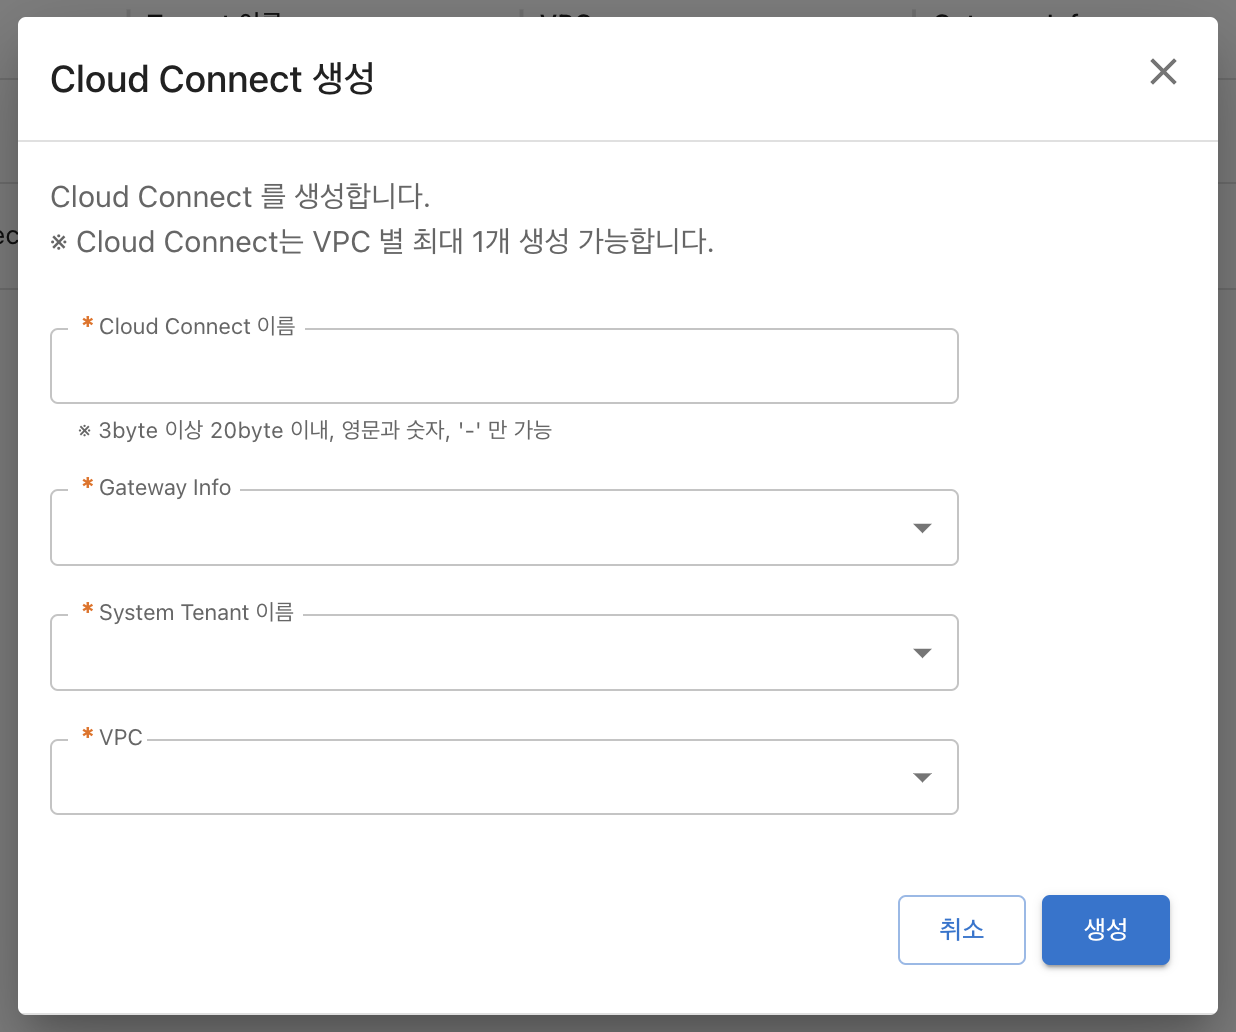 Cloud Connect 생성
Cloud Connect 를 생성합니다.
※ Cloud Connect는 VPC 별 최대 1개 생성 가능합니다.
* Cloud Connect 이름
※ 3byte 이상 20byte 이내, 영문과 숫자, '-' 만 가능
* Gateway Info
* System Tenant 이름
* VPC
취소 생성